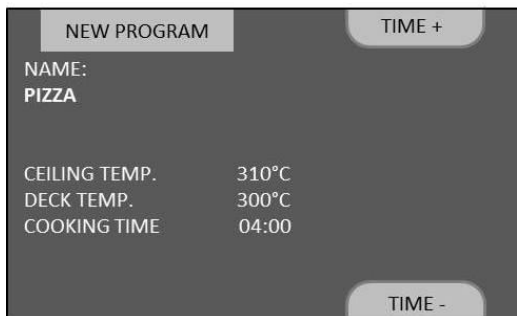 NEW PROGRAM
TIME +
NAME:
PIZZA
CEILING TEMP. 310°C
DECK TEMP. 300°C
COOKING TIME 04:00
TIME -